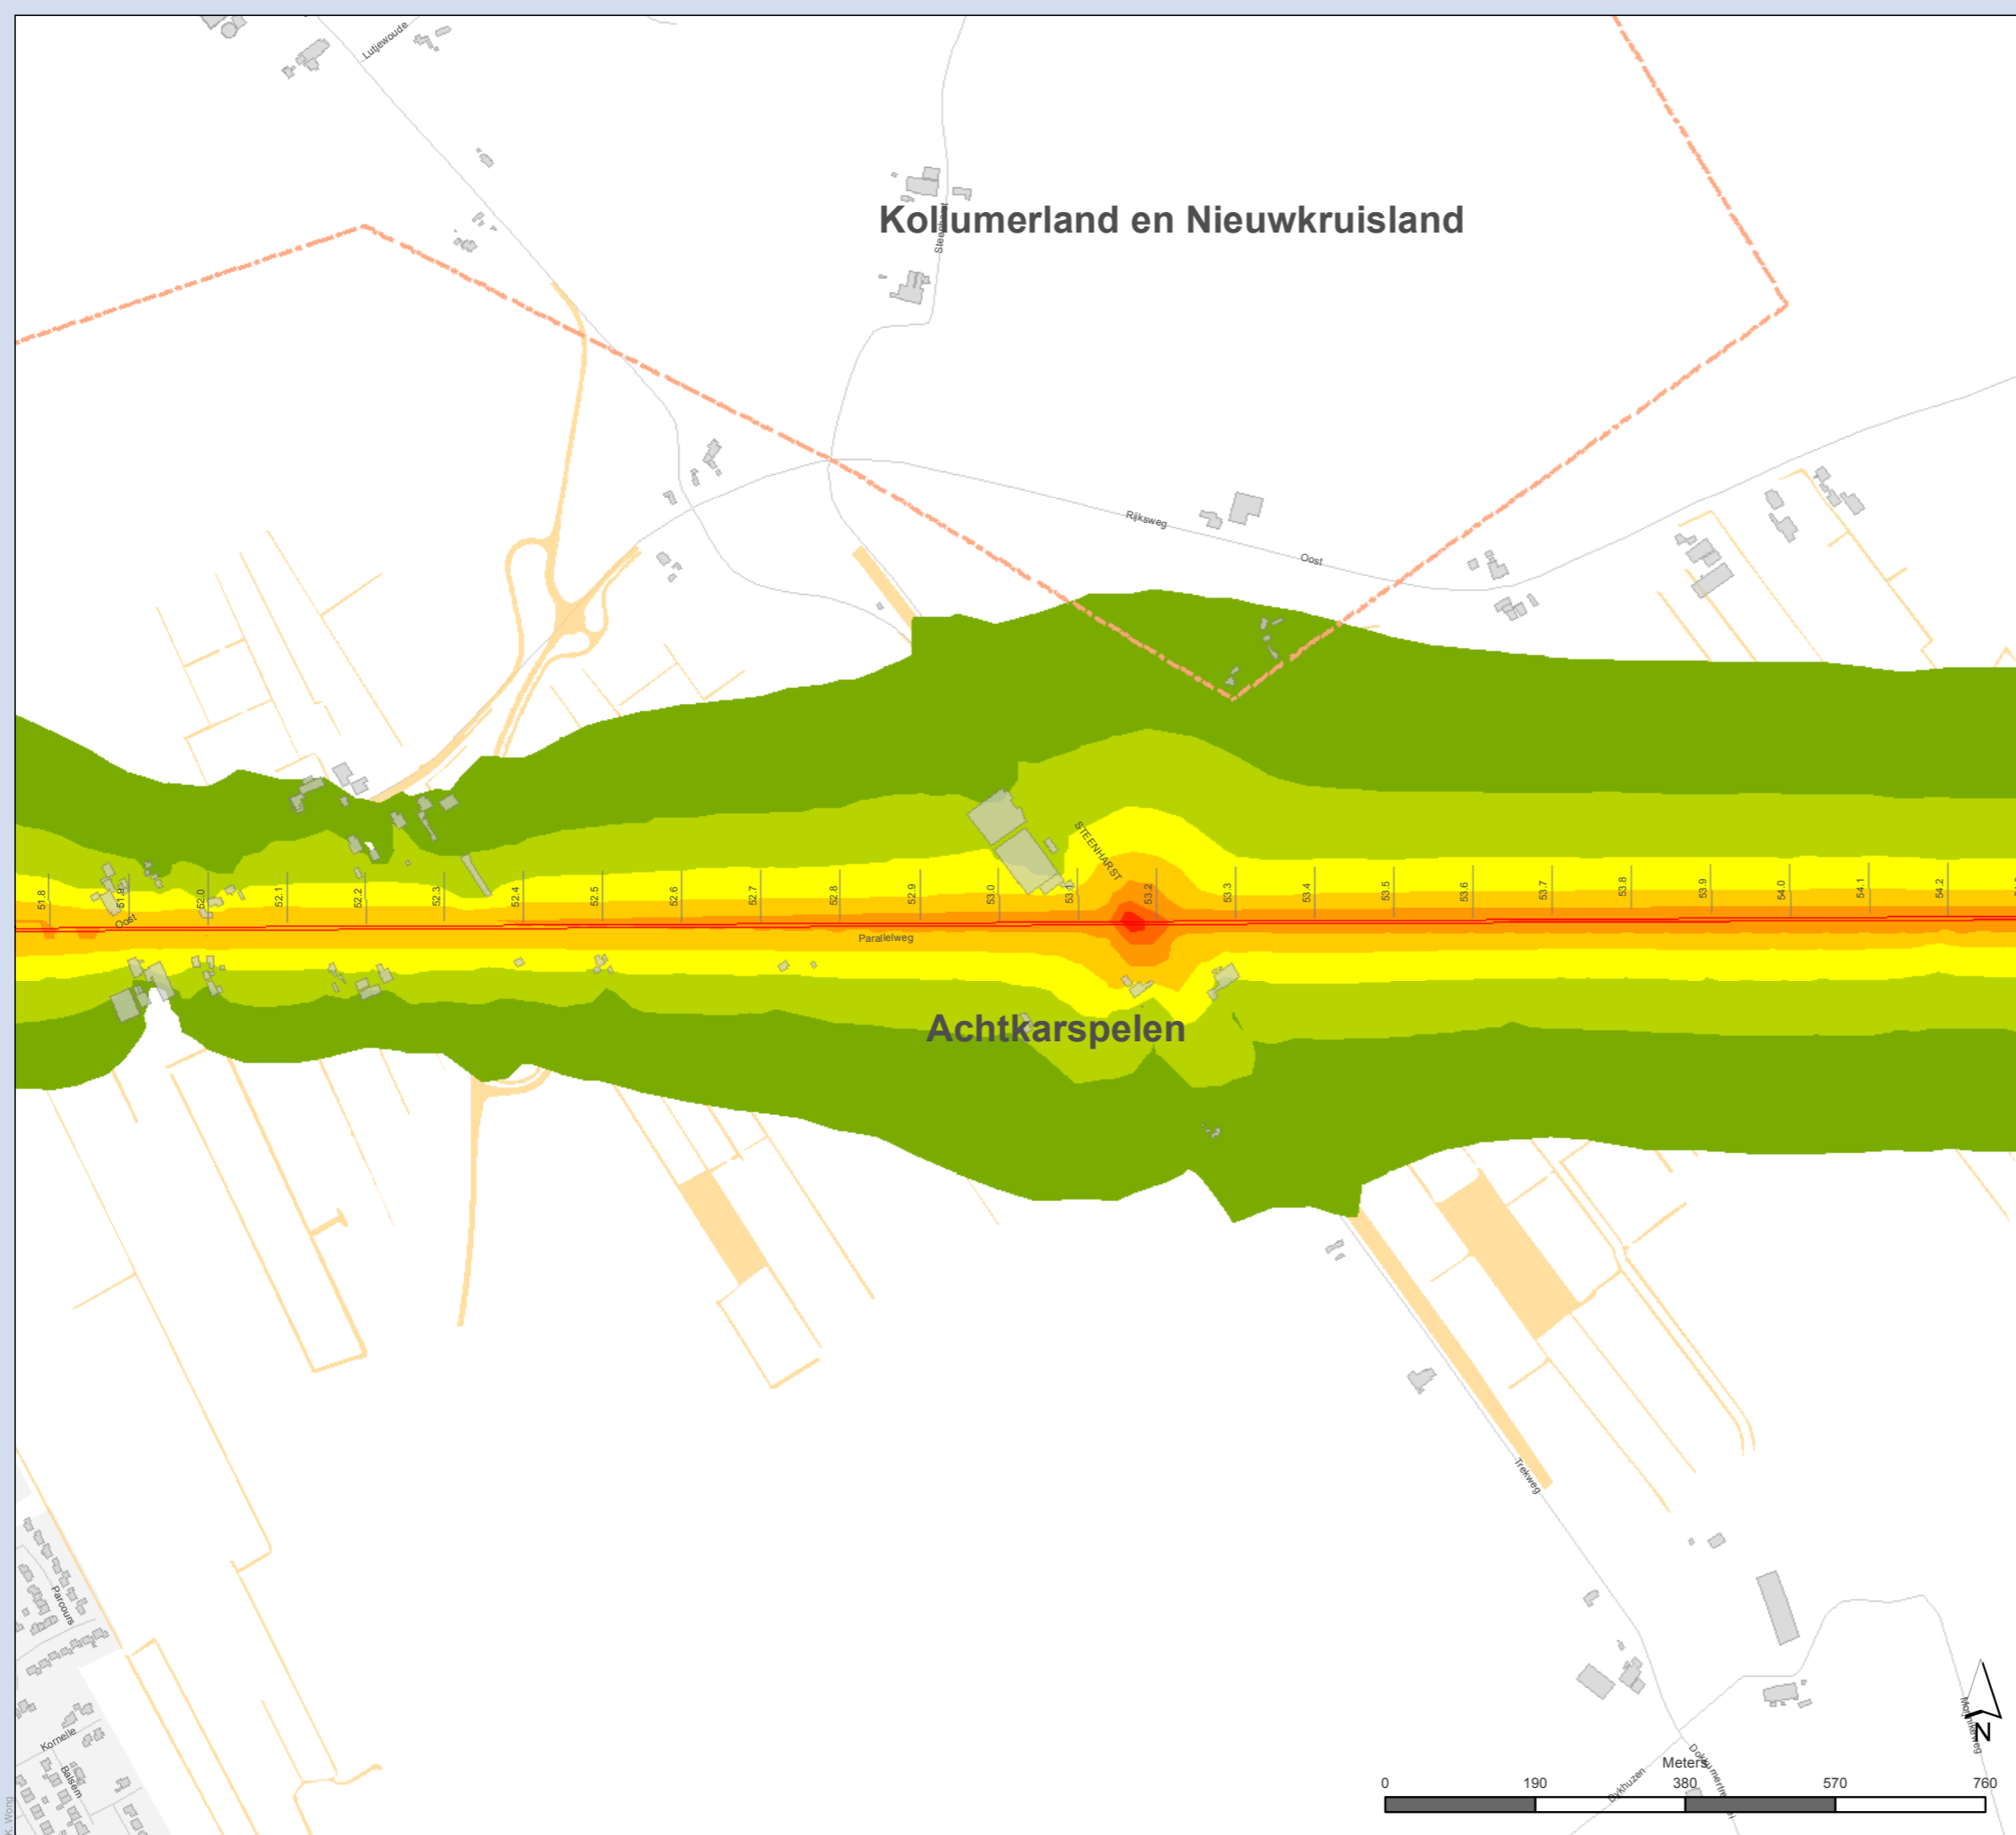 Lutjewoude
Kollumerland en Nieuwkruisland
Steenharst
Rijksweg
Oost
STEENHARST
51.8
51.9
52.0
52.1
52.2
52.3
52.4
52.5
52.6
52.7
52.8
52.9
53.0
53.1
53.2
53.3
53.4
53.5
53.6
53.7
53.8
53.9
54.0
54.1
54.2
Oost
Parallelweg
Achtkarspelen
Trekweg
Parcours
Kornelle
Balsem
N
Meters
0 190 380 570 760
K. Wong